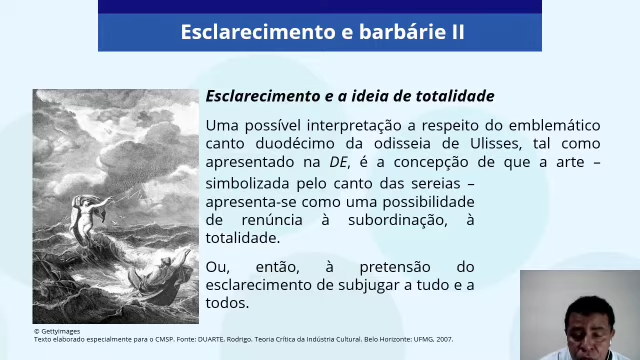 Esclarecimento e barbárie II
Esclarecimento e a ideia de totalidade
Uma possível interpretação a respeito do emblemático
canto duodécimo da odisseia de Ulisses, tal como
apresentado na DE, é a concepção de que a arte –
simbolizada pelo canto das sereias –
apresenta-se como uma possibilidade
de renúncia à subordinação, à
totalidade.
Ou, então, à pretensão do
esclarecimento de subjugar a tudo e a
todos.
© Gettyimages
Texto elaborado especialmente para o CMSP. Fonte: DUARTE, Rodrigo. Teoria Crítica da Indústria Cultural. Belo Horizonte: UFMG, 2007.